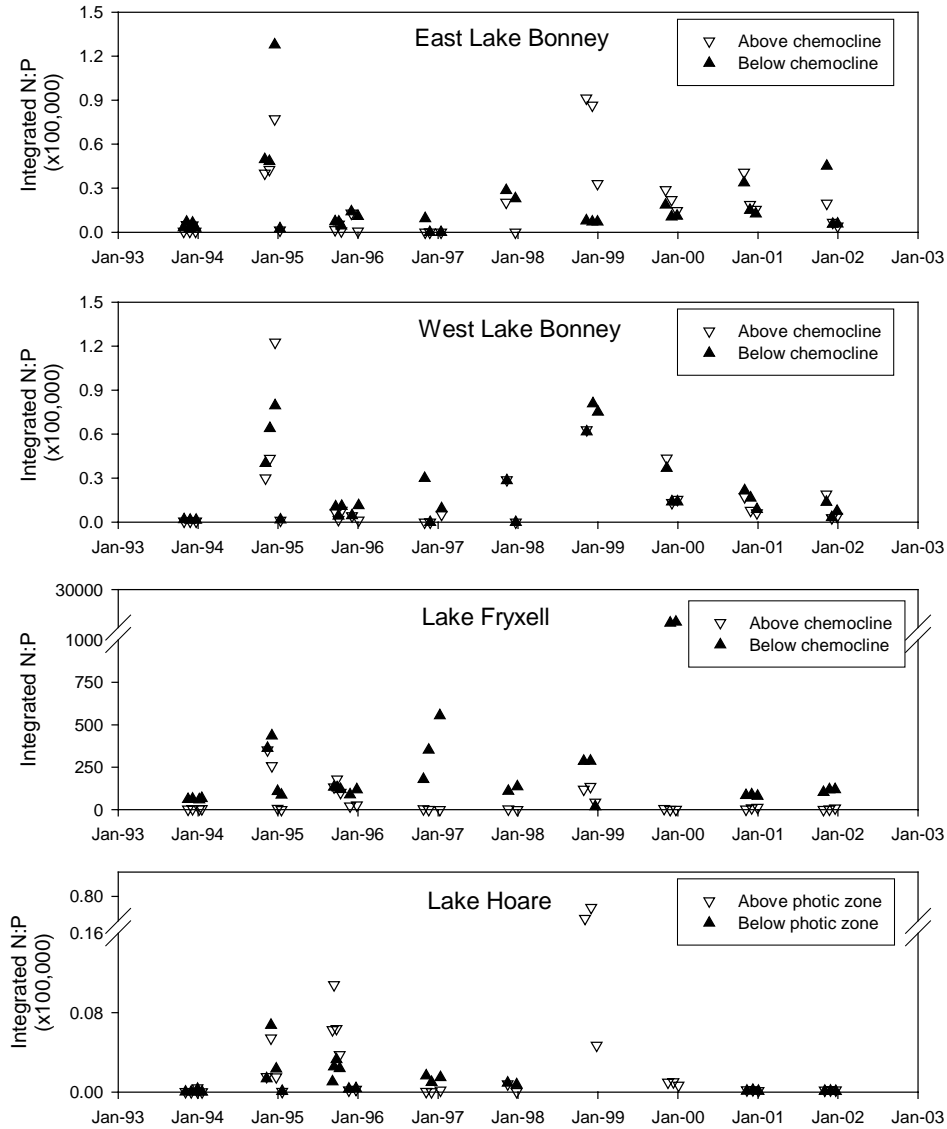 East Lake Bonney
Above chemocline
Below chemocline
Integrated N:P
(x100,000)
1.5
1.2
0.9
0.6
0.3
0.0
Jan-93 Jan-94 Jan-95 Jan-96 Jan-97 Jan-98 Jan-99 Jan-00 Jan-01 Jan-02 Jan-03
West Lake Bonney
Above chemocline
Below chemocline
Integrated N:P
(x100,000)
1.5
1.2
0.9
0.6
0.3
0.0
Jan-93 Jan-94 Jan-95 Jan-96 Jan-97 Jan-98 Jan-99 Jan-00 Jan-01 Jan-02 Jan-03
Lake Fryxell
Above chemocline
Below chemocline
Integrated N:P
30000
1000
750
500
250
0
Jan-93 Jan-94 Jan-95 Jan-96 Jan-97 Jan-98 Jan-99 Jan-00 Jan-01 Jan-02 Jan-03
Lake Hoare
Above photic zone
Below photic zone
Integrated N:P
(x100,000)
0.80
0.16
0.08
0.00
Jan-93 Jan-94 Jan-95 Jan-96 Jan-97 Jan-98 Jan-99 Jan-00 Jan-01 Jan-02 Jan-03